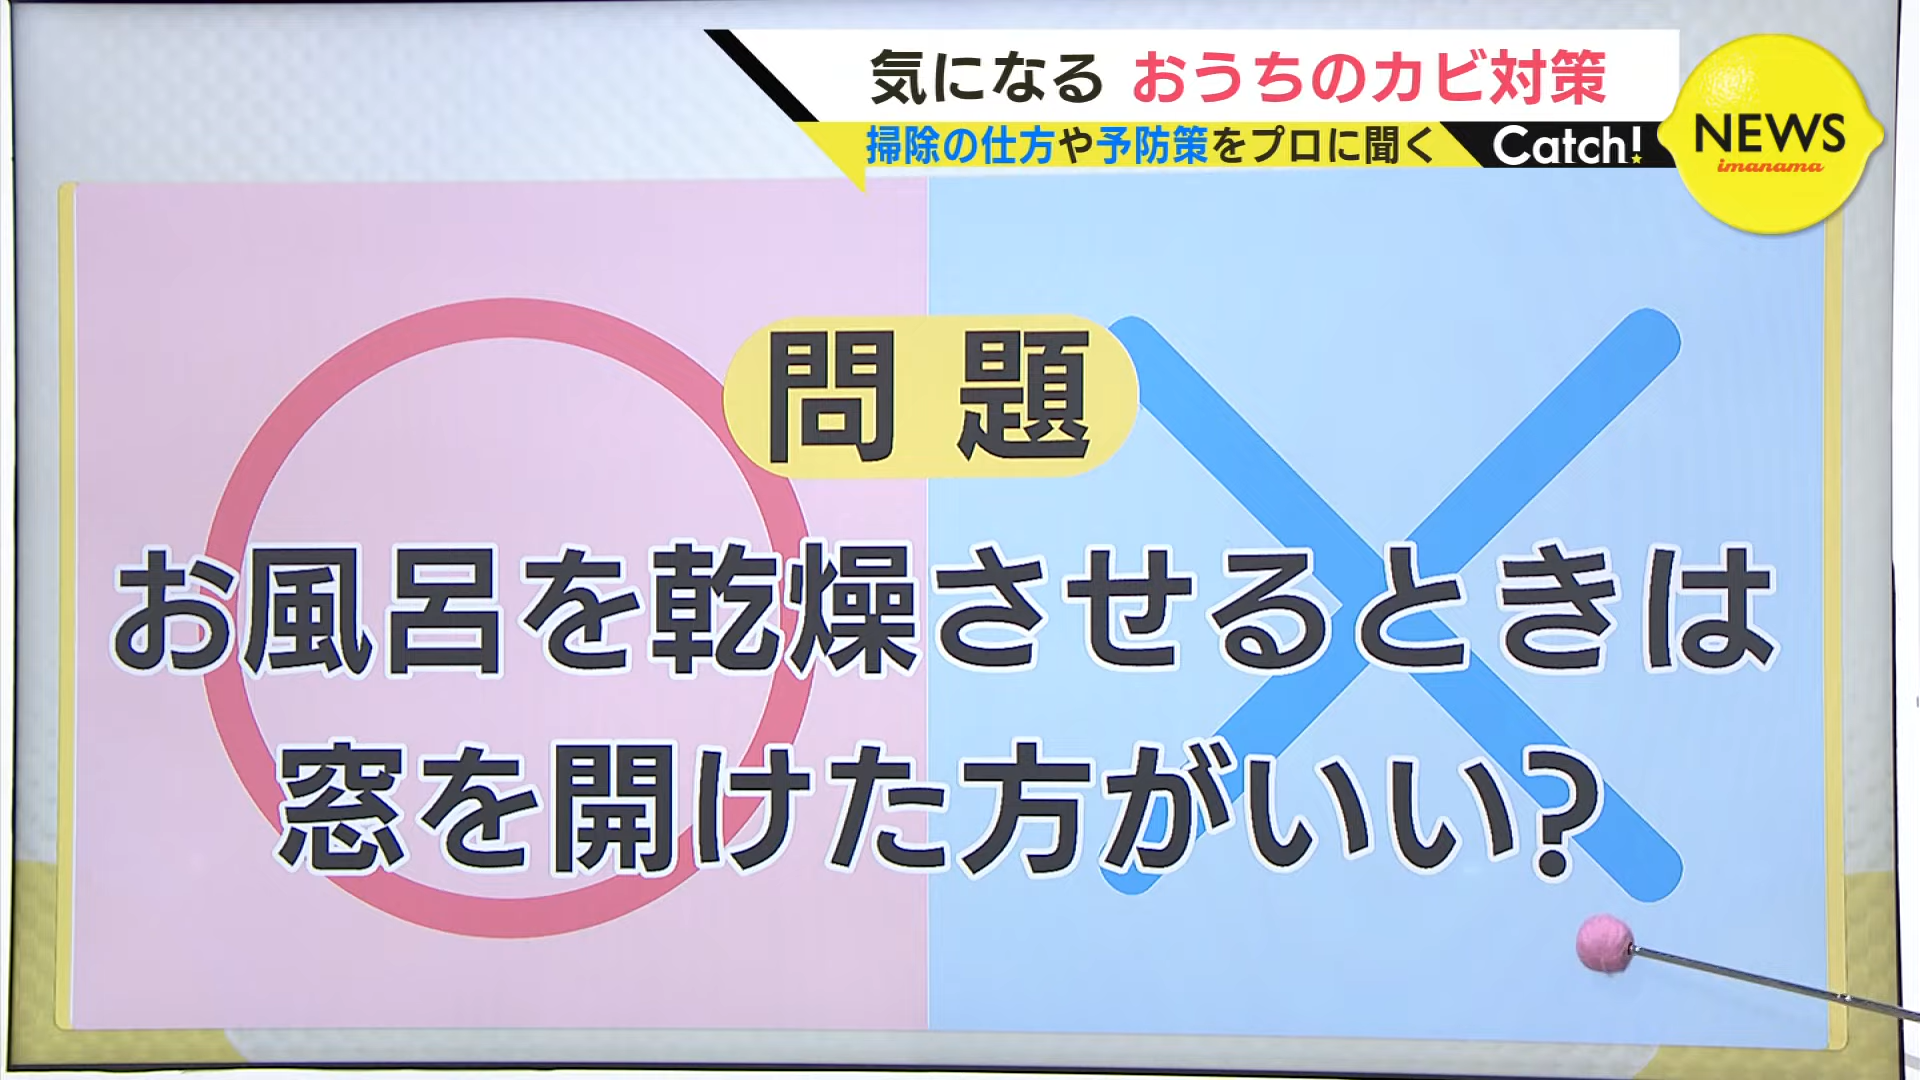 気になる おうちのカビ対策
掃除の仕方や予防策をプロに聞く
Catch!
NEWS
imanama
問題
お風呂を乾燥させるときは
窓を開けた方がいい?